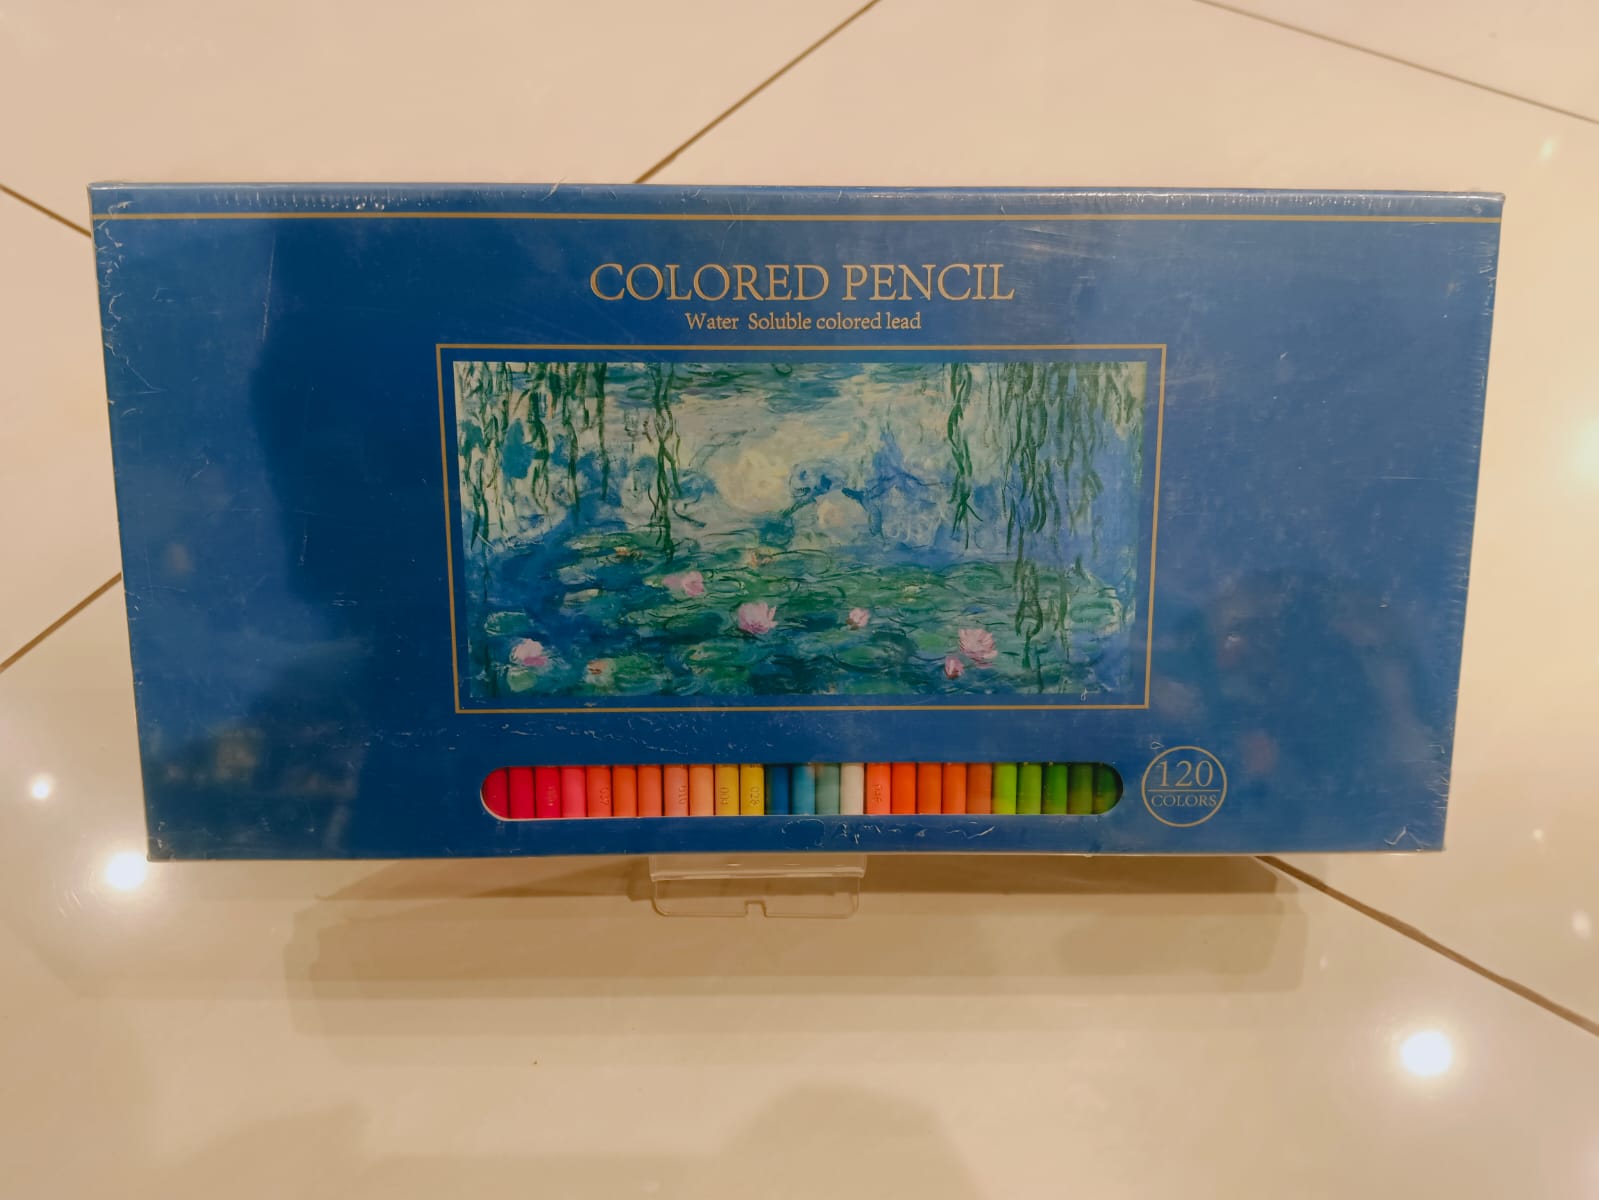 COLORED PENCIL
Water Soluble colored lead
120
COLORS